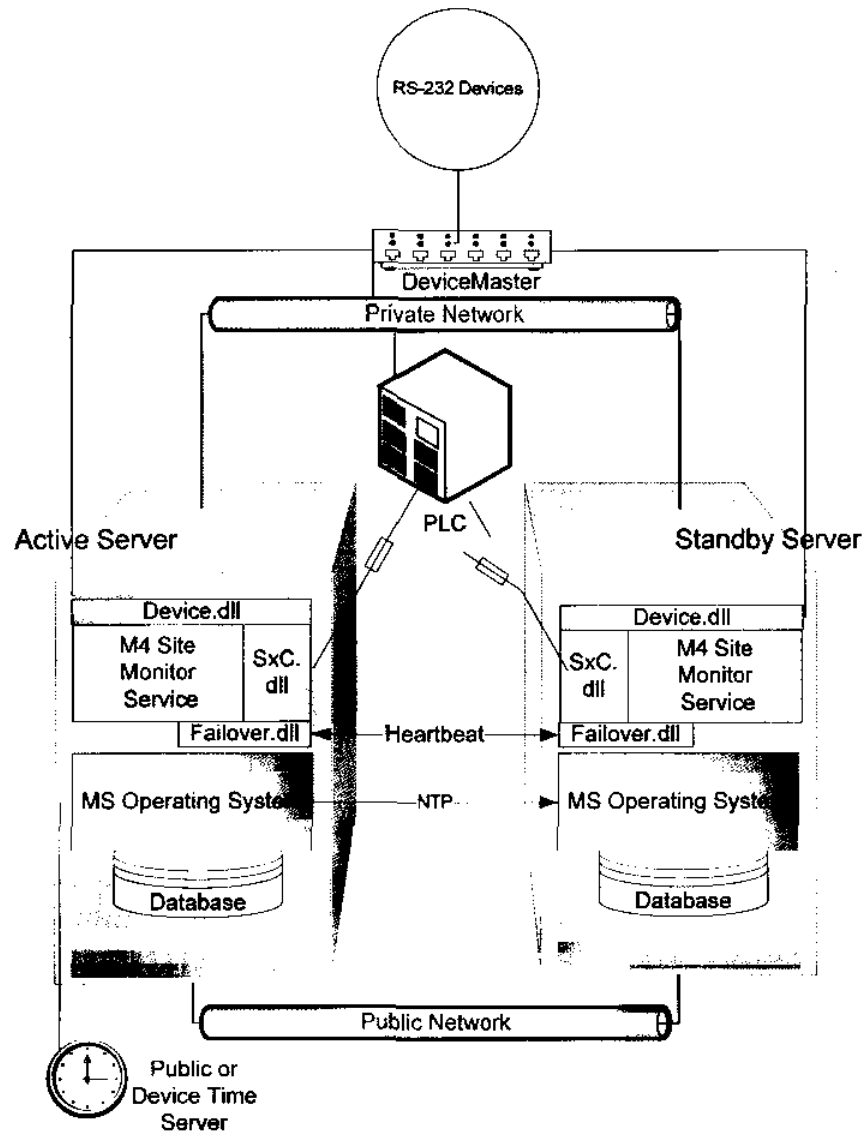 RS-232 Devices
DeviceMaster
Private Network
PLC
Active Server
Standby Server
Device.dll
M4 Site
Monitor
Service
SxC.
dll
Device.dll
SxC.
dll
M4 Site
Monitor
Service
Failover.dll
Heartbeat
Failover.dll
MS Operating System
NTP
MS Operating System
Database
Database
Public Network
Public or
Device Time
Server